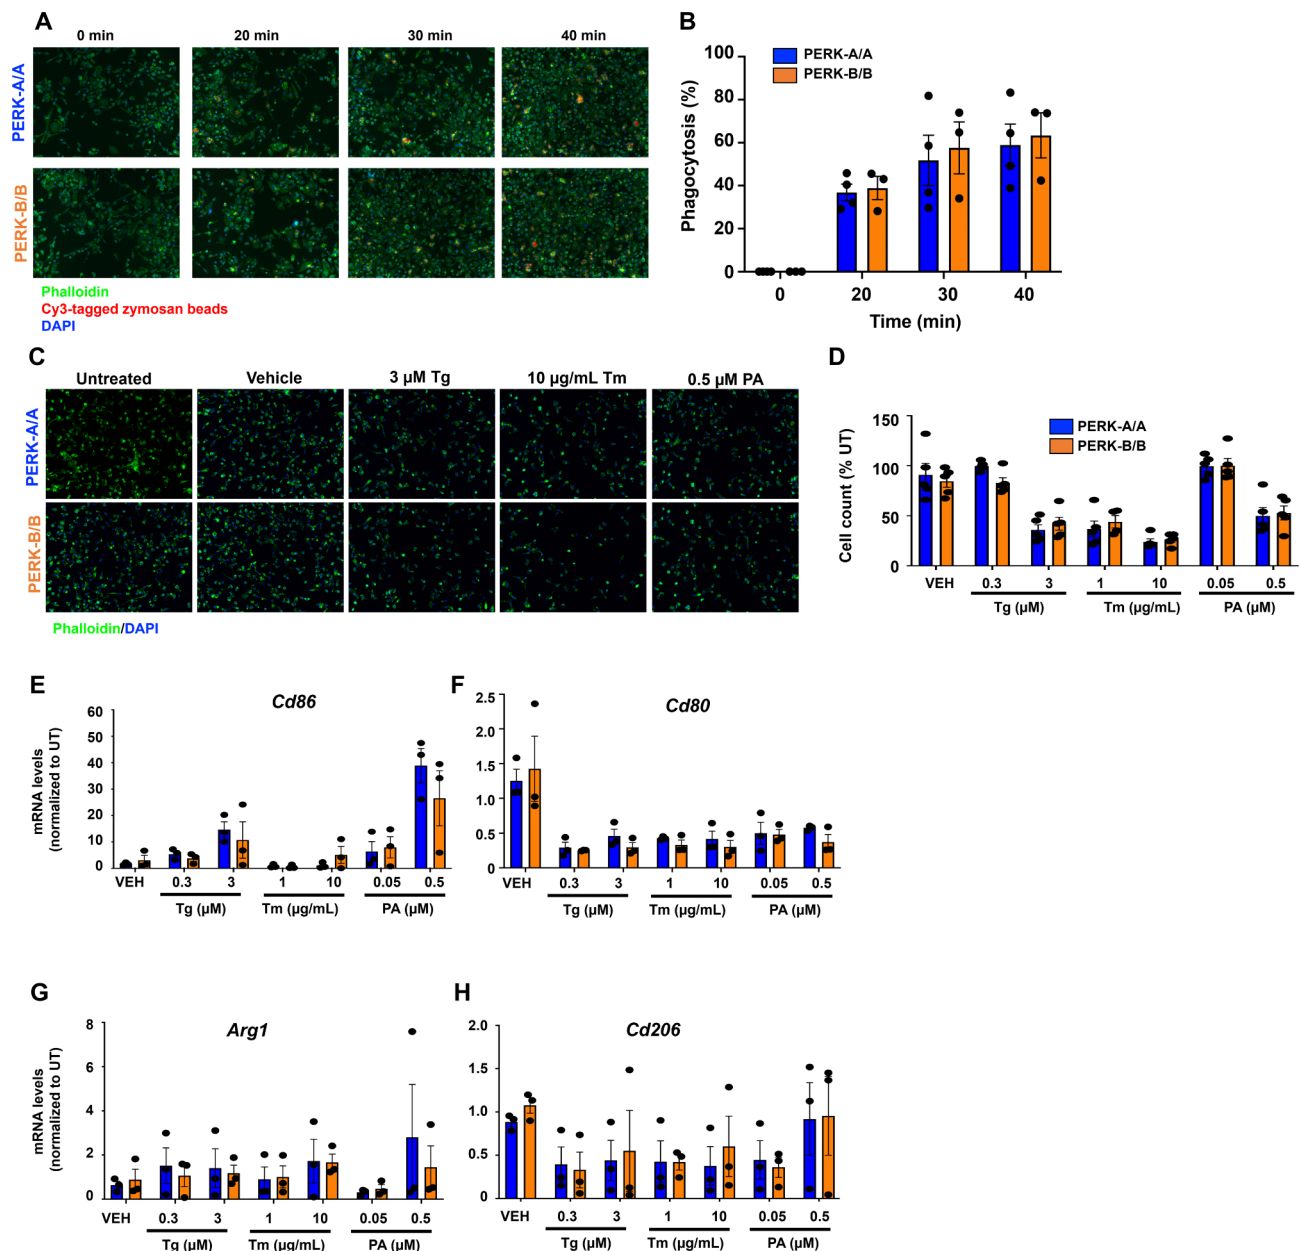 A
0 min 20 min 30 min 40 min
PERK-A/A
PERK-B/B
Phalloidin
Cy3-tagged zymosan beads
DAPI
B
PERK-A/A
PERK-B/B
Phagocytosis (%)
100
80
60
40
20
0
0 20 30 40
Time (min)
C
Untreated Vehicle 3 µM Tg 10 µg/mL Tm 0.5 µM PA
PERK-A/A
PERK-B/B
Phalloidin/DAPI
D
PERK-A/A
PERK-B/B
Cell count (% UT)
150
100
50
0
VEH 0.3 3 1 10 0.05 0.5
Tg (µM) Tm (µg/mL) PA (µM)
E
Cd86
mRNA levels
(normalized to UT)
60
50
40
30
20
10
0
VEH 0.3 3 1 10 0.05 0.5
Tg (µM) Tm (µg/mL) PA (µM)
F
Cd80
2.5
2.0
1.5
1.0
0.5
0
VEH 0.3 3 1 10 0.05 0.5
Tg (µM) Tm (µg/mL) PA (µM)
G
Arg1
mRNA levels
(normalized to UT)
8
6
4
2
0
VEH 0.3 3 1 10 0.05 0.5
Tg (µM) Tm (µg/mL) PA (µM)
H
Cd206
2.0
1.5
1.0
0.5
0
VEH 0.3 3 1 10 0.05 0.5
Tg (µM) Tm (µg/mL) PA (µM)